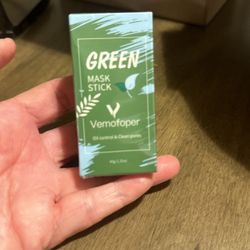 GREEN
MASK
STICK
Vemofoper
Oil control & Clean pores